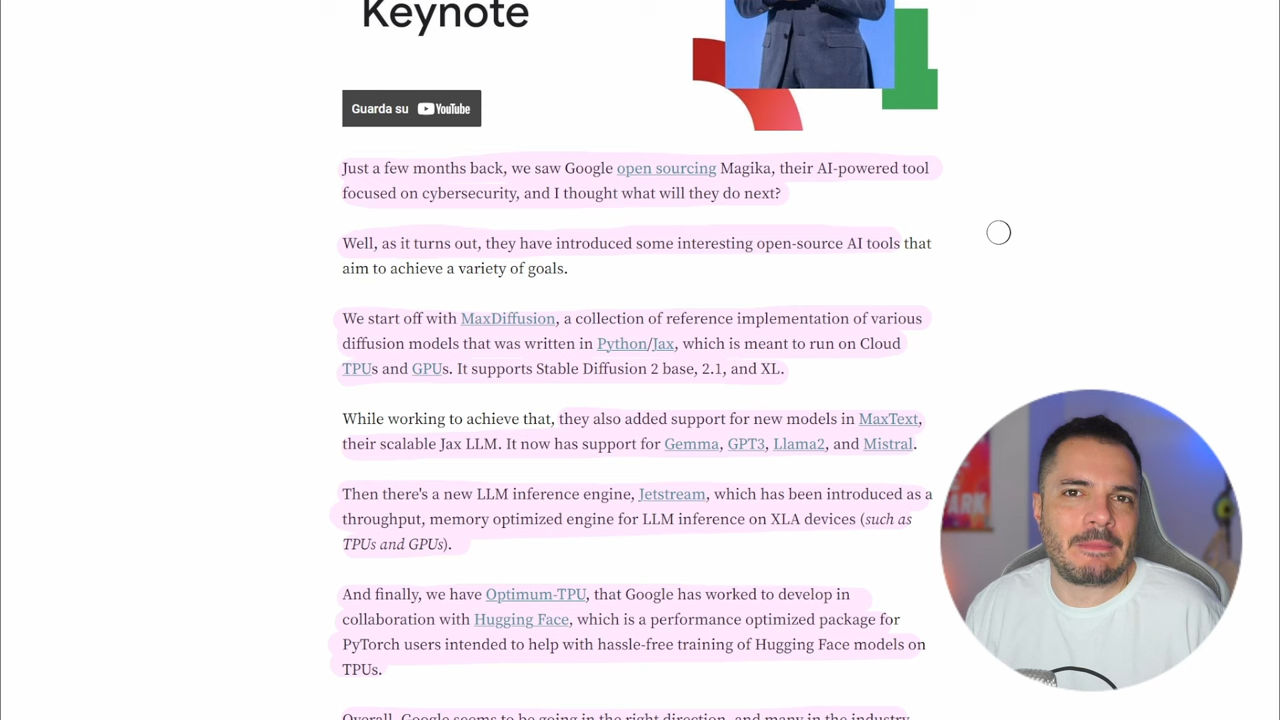 Keynote
Guarda su YouTube
Just a few months back, we saw Google open sourcing Magika, their AI-powered tool
focused on cybersecurity, and I thought what will they do next?
Well, as it turns out, they have introduced some interesting open-source AI tools that
aim to achieve a variety of goals.
We start off with MaxDiffusion, a collection of reference implementation of various
diffusion models that was written in Python/Jax, which is meant to run on Cloud
TPUs and GPUs. It supports Stable Diffusion 2 base, 2.1, and XL.
While working to achieve that, they also added support for new models in MaxText,
their scalable Jax LLM. It now has support for Gemma, GPT3, Llama2, and Mistral.
Then there's a new LLM inference engine, Jetstream, which has been introduced as a
throughput, memory optimized engine for LLM inference on XLA devices (such as
TPUs and GPUs).
And finally, we have Optimum-TPU, that Google has worked to develop in
collaboration with Hugging Face, which is a performance optimized package for
PyTorch users intended to help with hassle-free training of Hugging Face models on
TPUs.
Overall, Google seems to be going in the right direction, and many in the industry